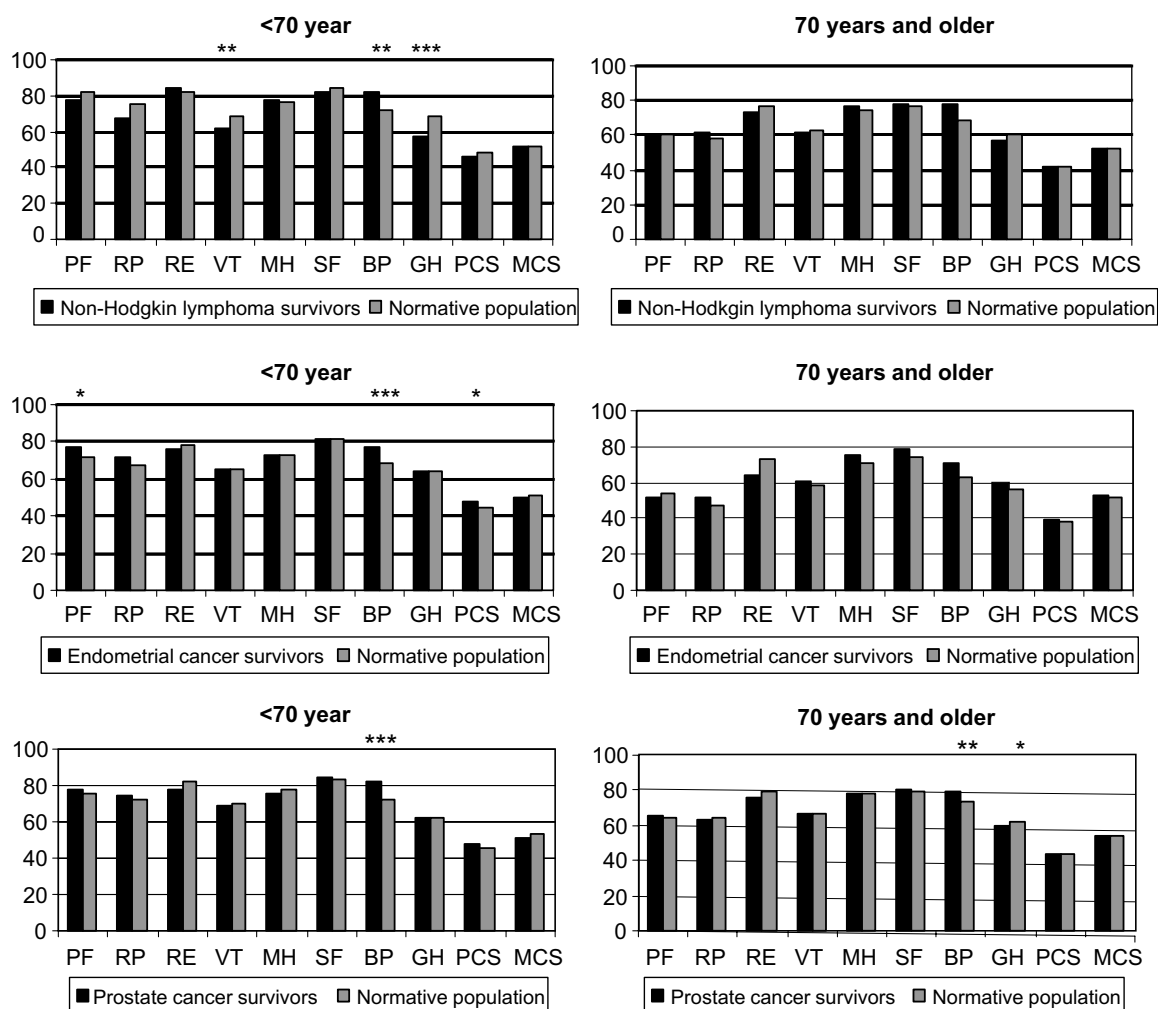 <70 year
** ** ***
100
80
60
40
20
0
PF RP RE VT MH SF BP GH PCS MCS
Non-Hodgkin lymphoma survivors Normative population
70 years and older
100
80
60
40
20
0
PF RP RE VT MH SF BP GH PCS MCS
Non-Hodkgin lymphoma survivors Normative population
<70 year
* *** *
100
80
60
40
20
0
PF RP RE VT MH SF BP GH PCS MCS
Endometrial cancer survivors Normative population
70 years and older
100
80
60
40
20
0
PF RP RE VT MH SF BP GH PCS MCS
Endometrial cancer survivors Normative population
<70 year
***
100
80
60
40
20
0
PF RP RE VT MH SF BP GH PCS MCS
Prostate cancer survivors Normative population
70 years and older
** *
100
80
60
40
20
0
PF RP RE VT MH SF BP GH PCS MCS
Prostate cancer survivors Normative population